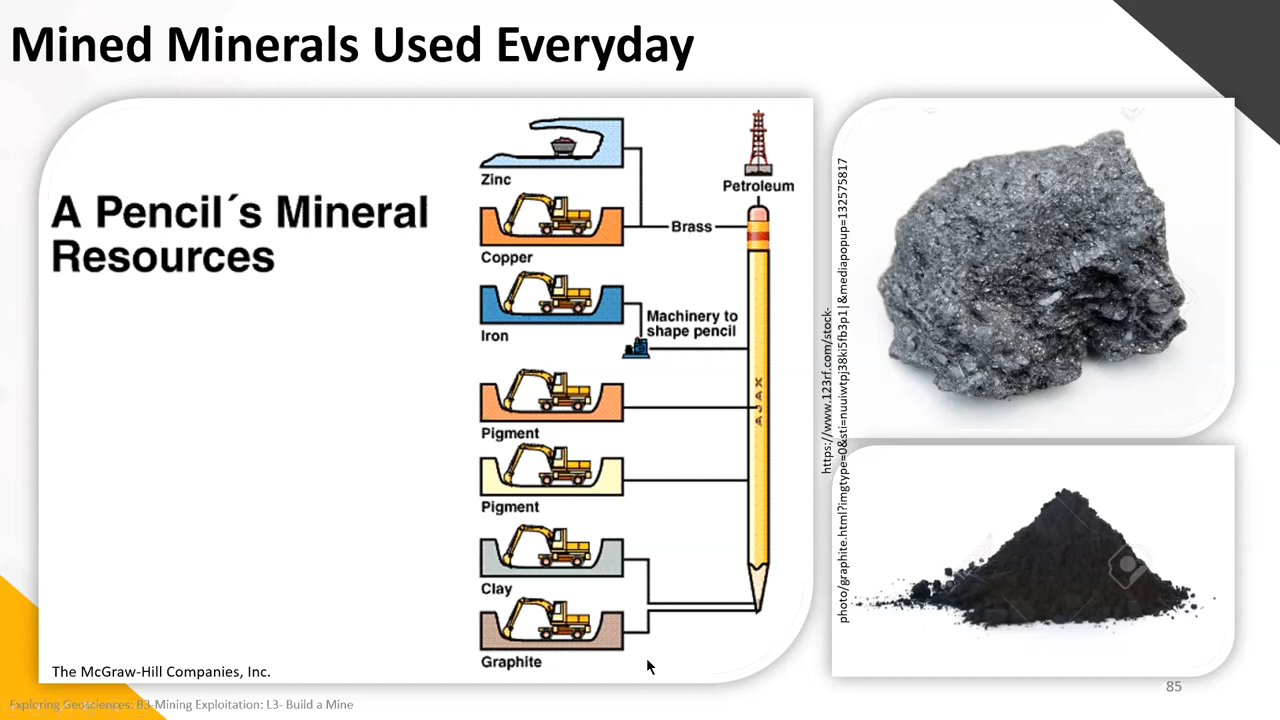 Mined Minerals Used Everyday
A Pencil´s Mineral
Resources
Zinc
Petroleum
Brass
Copper
Machinery to
shape pencil
Iron
AJAX
Pigment
Pigment
Clay
Graphite
The McGraw-Hill Companies, Inc.
https://www.123rf.com/stock-
photo/graphite.html?imgtype=0&sti=nuuiwtpj38ki5fb3p1|&mediapopup=132575817
85
Exploring Geosciences: B3-Mining Exploitation: L3- Build a Mine